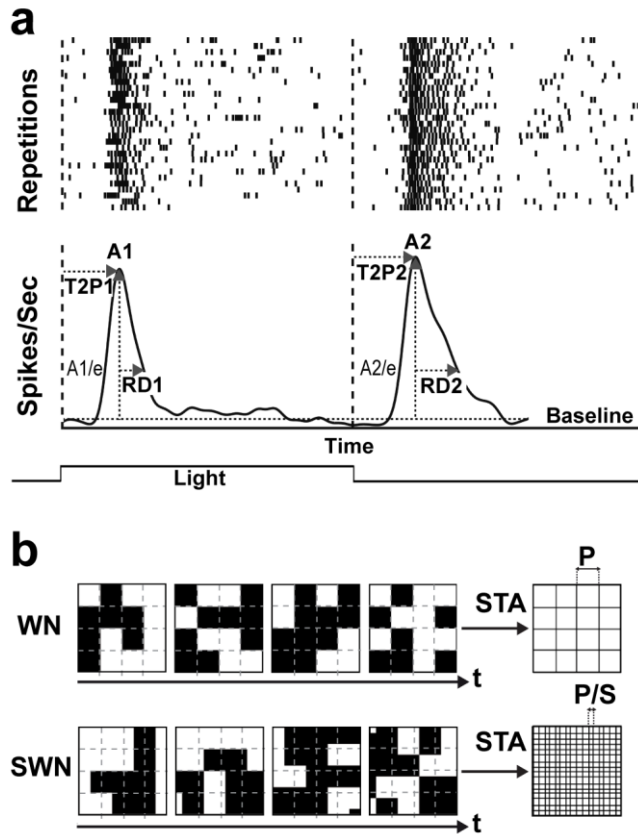 a
Repetitions
Spikes/Sec
A1
A2
T2P1
T2P2
A1/e
RD1
A2/e
RD2
Baseline
Time
Light
b
P
WN
STA
t
P/S
SWN
STA